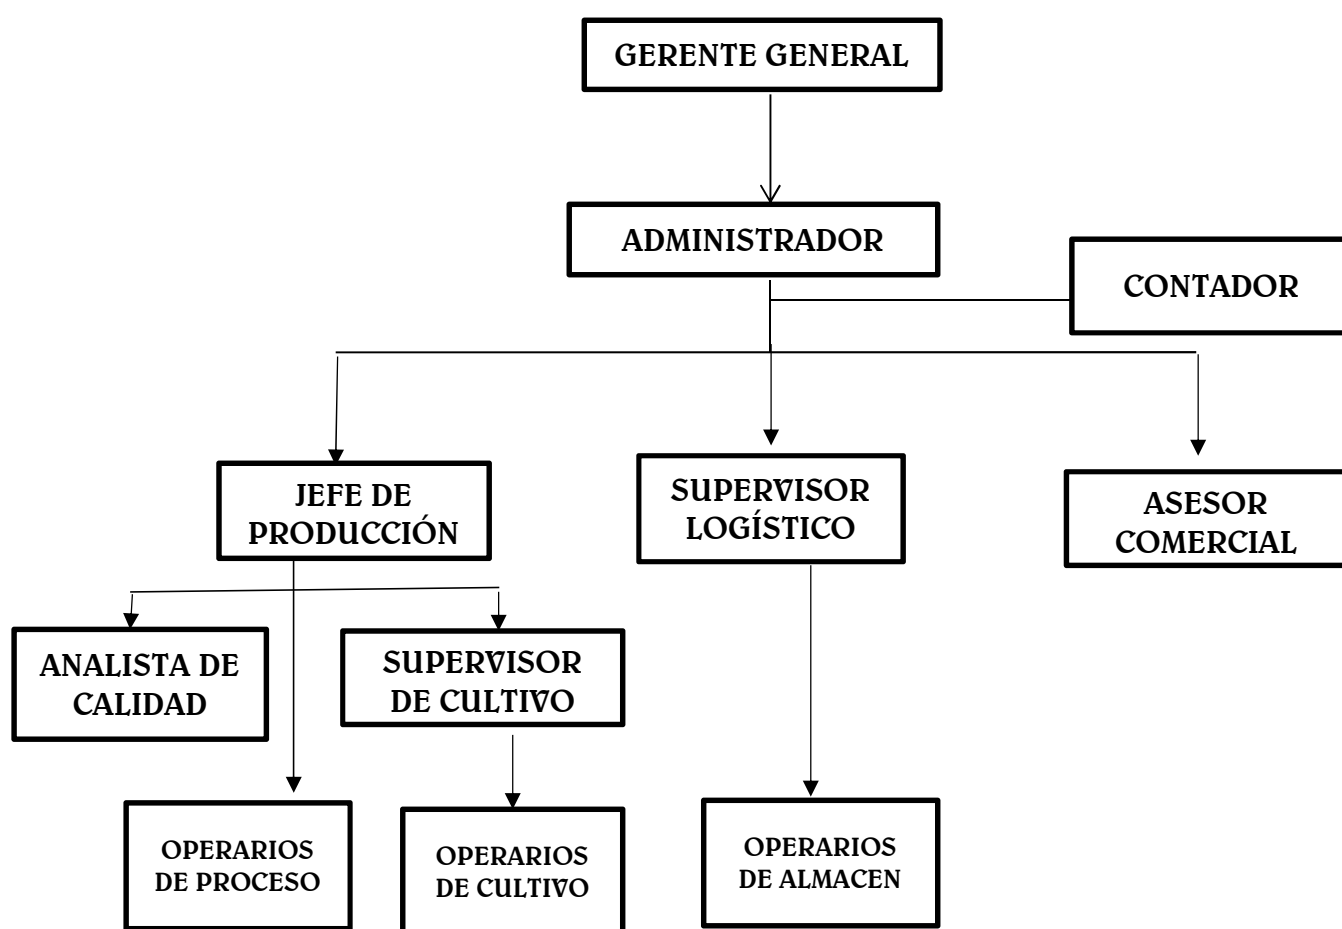 GERENTE GENERAL
ADMINISTRADOR
CONTADOR
JEFE DE
PRODUCCIÓN
SUPERVISOR
LOGÍSTICO
ASESOR
COMERCIAL
ANALISTA DE
CALIDAD
SUPERVISOR
DE CULTIVO
OPERARIOS
DE PROCESO
OPERARIOS
DE CULTIVO
OPERARIOS
DE ALMACEN